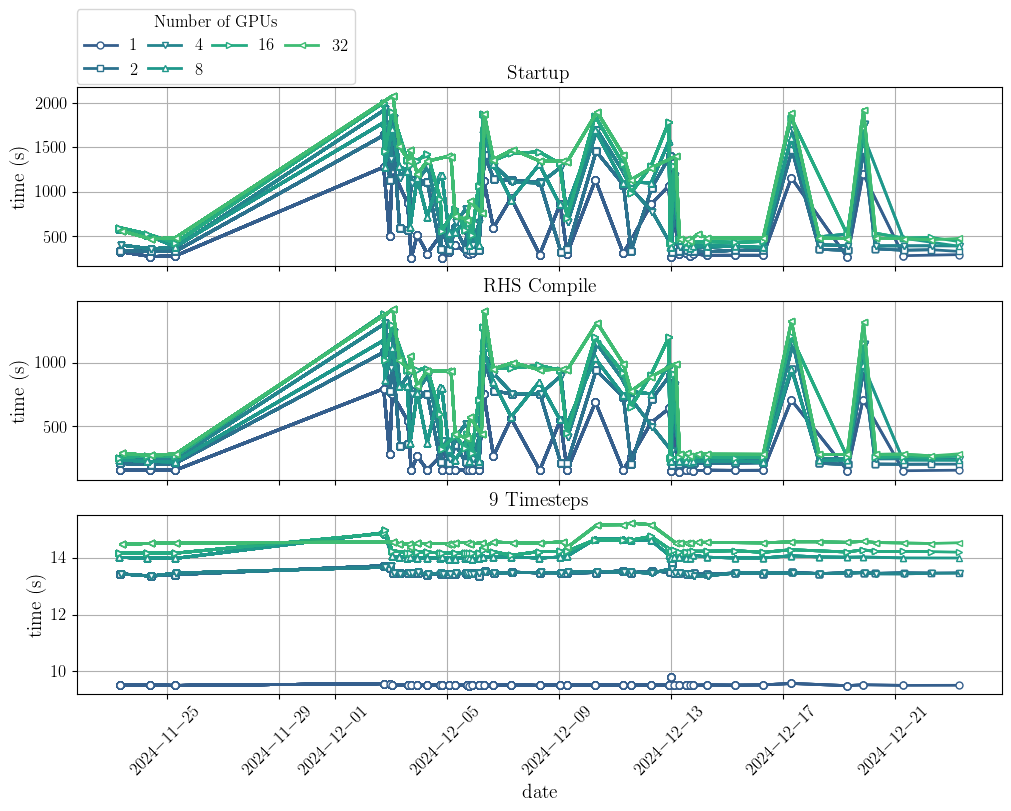 Number of GPUs
1 4 16 32
2 8
Startup
2000
1500
1000
500
time (s)
RHS Compile
1000
500
time (s)
9 Timesteps
14
12
10
time (s)
2024−11−25 2024−11−29 2024−12−01 2024−12−05 2024−12−09 2024−12−13 2024−12−17 2024−12−21
date